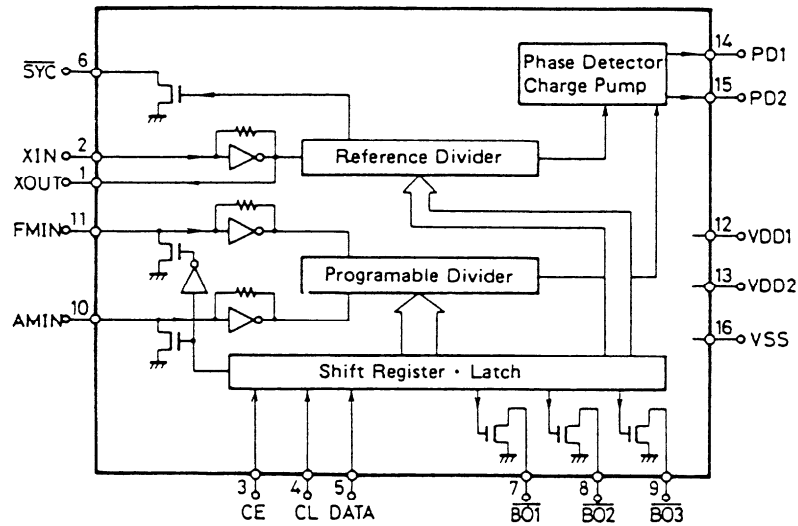 6
SYC
14
PD1
Phase Detector
Charge Pump
15
PD2
XIN
2
Reference Divider
XOUT
1
FMIN
11
12
VDD1
Programable Divider
13
VDD2
AMIN
10
16
VSS
Shift Register · Latch
3
4
5
7
8
9
CE
CL
DATA
BO1
BO2
BO3